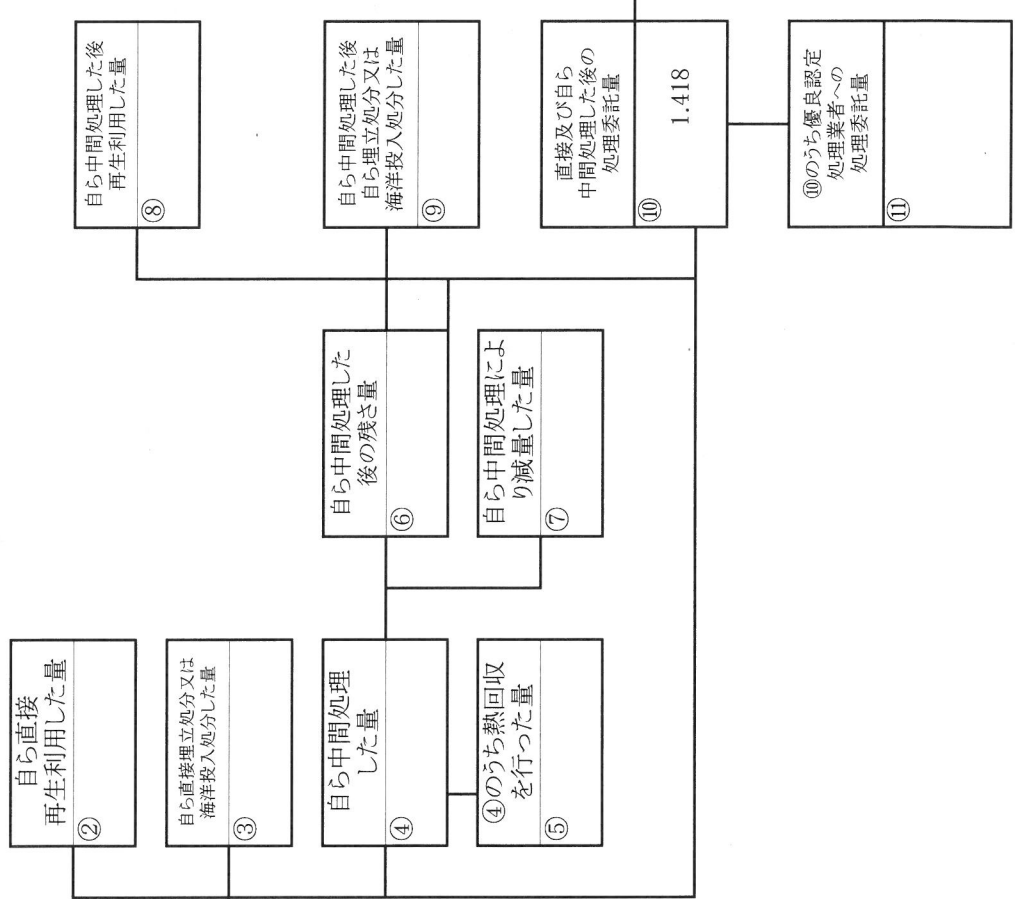 自ら直接
再生利用した量
②
自ら直接埋立処分又は
海洋投入処分した量
③
自ら中間処理
した量
④
④のうち熱回収
を行った量
⑤
自ら中間処理した
後の残さ量
⑥
自ら中間処理によ
り減量した量
⑦
自ら中間処理した後
再生利用した量
⑧
自ら中間処理した後
自ら埋立処分又は
海洋投入処分した量
⑨
直接及び自ら
中間処理した後の
処理委託量
⑩
1.418
⑩のうち優良認定
処理業者への
処理委託量
⑪